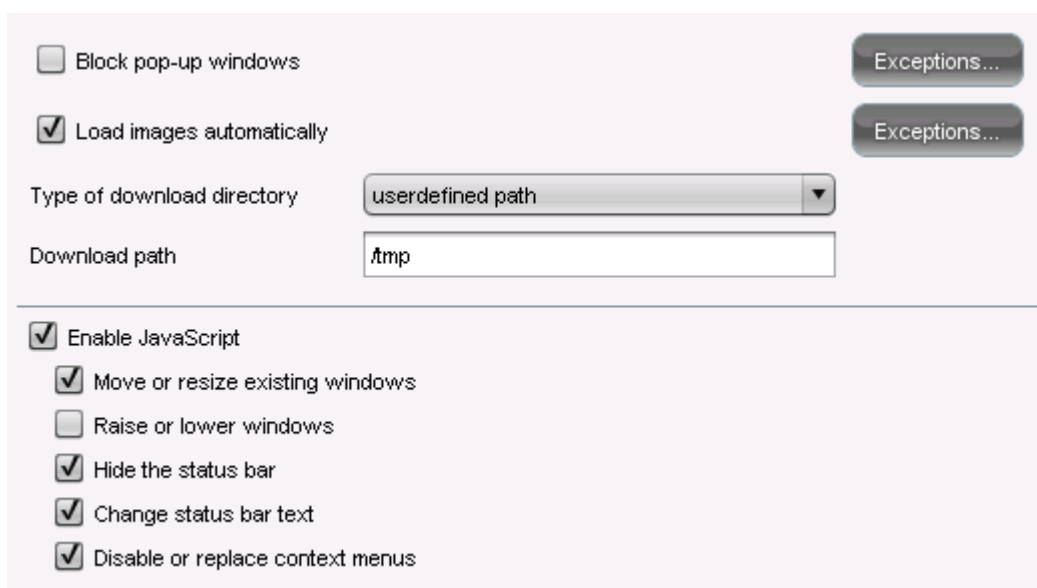 Block pop-up windows Exceptions...
Load images automatically Exceptions...
Type of download directory userdefined path
Download path /tmp
Enable JavaScript
Move or resize existing windows
Raise or lower windows
Hide the status bar
Change status bar text
Disable or replace context menus